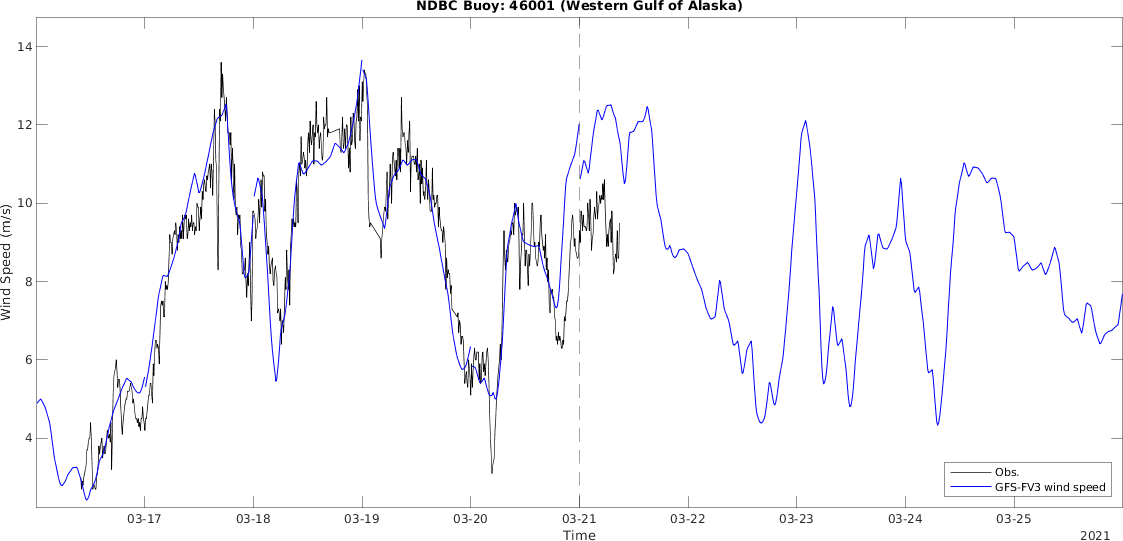 NDBC Buoy: 46001 (Western Gulf of Alaska)
Wind Speed (m/s)
14
12
10
8
6
4
Obs.
GFS-FV3 wind speed
03-17 03-18 03-19 03-20 03-21 03-22 03-23 03-24 03-25
Time
2021